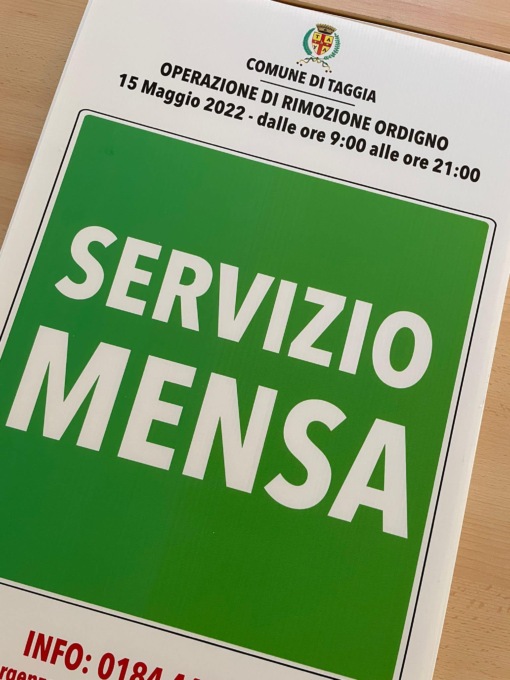 COMUNE DI TAGGIA
OPERAZIONE DI RIMOZIONE ORDIGNO
15 Maggio 2022 - dalle ore 9:00 alle ore 21:00
SERVIZIO
MENSA
INFO: 0184